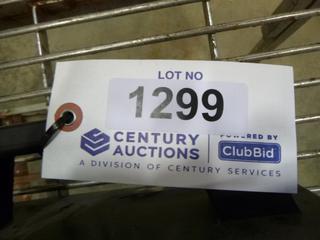 LOT NO
1299
CENTURY
AUCTIONS
POWERED BY
ClubBid
A DIVISION OF CENTURY SERVICES